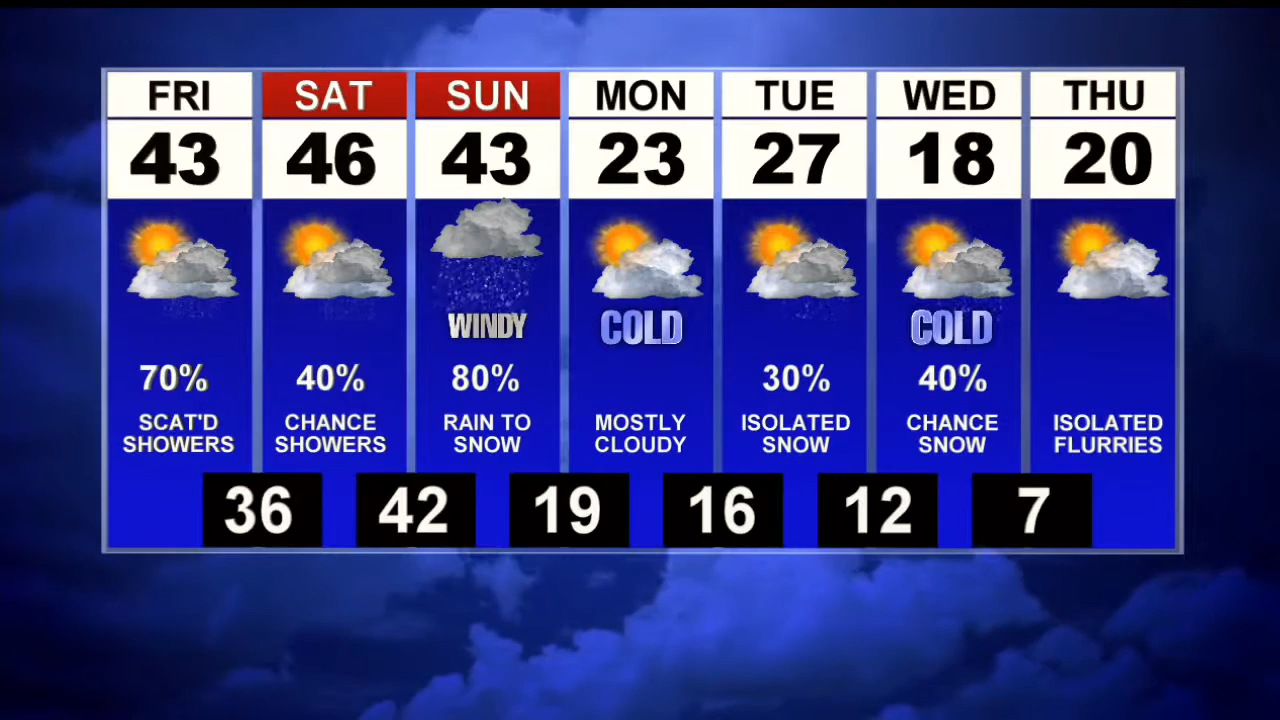 FRI SAT SUN MON TUE WED THU
43 46 43 23 27 18 20
WINDY COLD COLD
70% 40% 80% 30% 40%
SCAT'D CHANCE RAIN TO MOSTLY ISOLATED CHANCE ISOLATED
SHOWERS SHOWERS SNOW CLOUDY SNOW SNOW FLURRIES
36 42 19 16 12 7